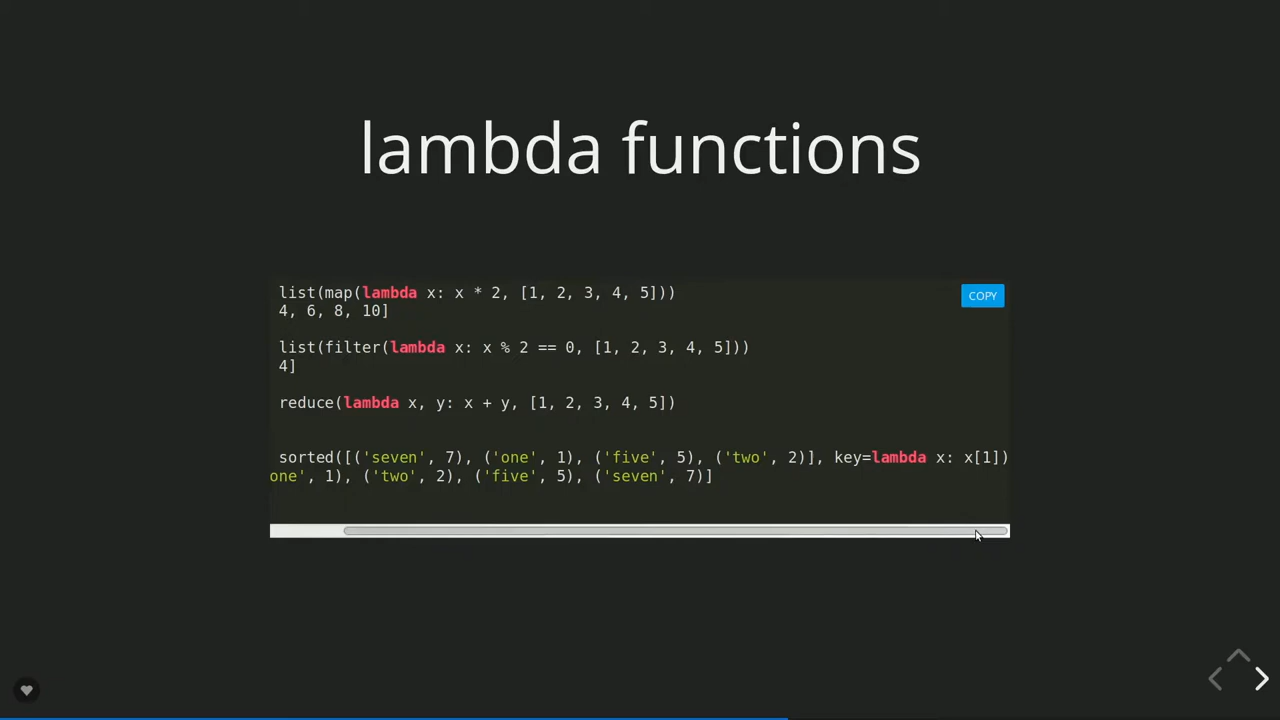 lambda functions
list(map(lambda x: x * 2, [1, 2, 3, 4, 5]))
COPY
4, 6, 8, 10]
list(filter(lambda x: x % 2 == 0, [1, 2, 3, 4, 5]))
4]
reduce(lambda x, y: x + y, [1, 2, 3, 4, 5])
sorted([('seven', 7), ('one', 1), ('five', 5), ('two', 2)], key=lambda x: x[1])
one', 1), ('two', 2), ('five', 5), ('seven', 7)]